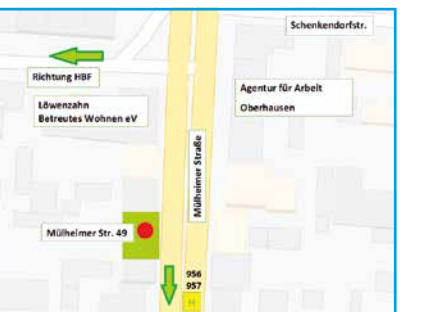 Schenkendorfstr.
Richtung HBF
Agentur für Arbeit
Oberhausen
Löwenzahn
Betreutes Wohnen eV
Mülheimer Straße
Mülheimer Str. 49
956
957
H